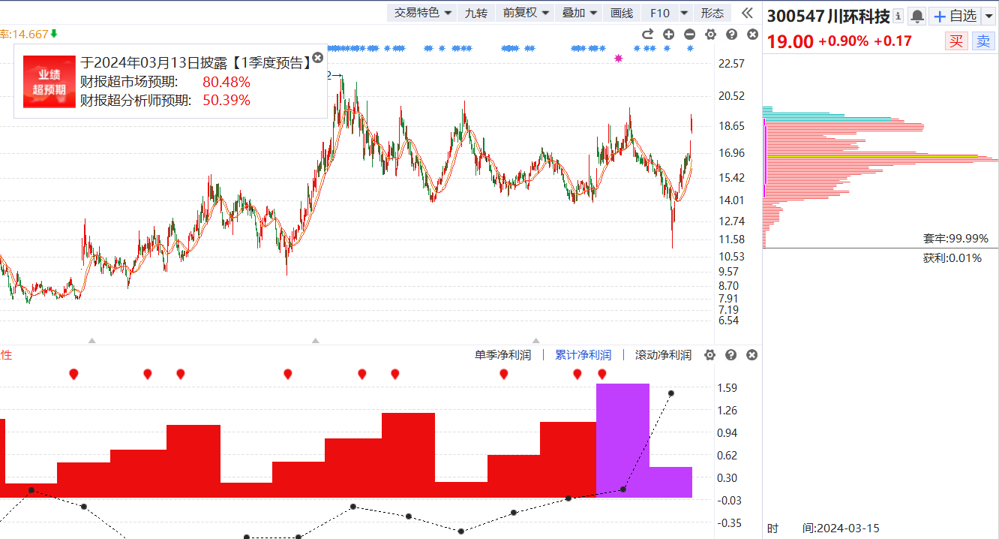 交易特色 九转 前复权 叠加 画线 F10 形态
300547 川环科技 自选
率:14.667
19.00 +0.90% +0.17 买 卖
业绩
超预期
于2024年03月13日披露【1季度预告】
财报超市场预期: 80.48%
财报超分析师预期: 50.39%
2→
22.57
20.52
18.65
16.96
15.42
14.01
12.74
11.58
10.53
9.57
8.70
7.91
7.19
6.54
套牢:99.99%
获利:0.01%
性
单季净利润 | 累计净利润 | 滚动净利润
1.59
1.26
0.94
0.62
0.30
-0.03
-0.35
时 间:2024-03-15